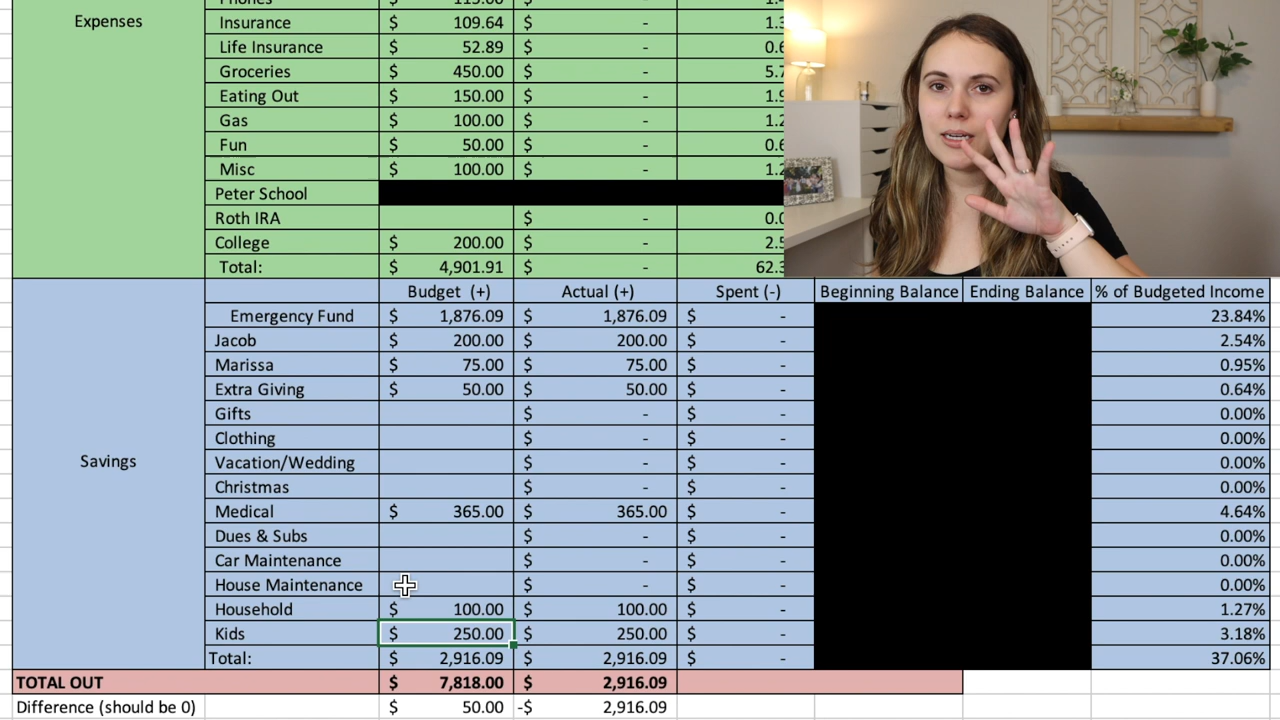 Expenses
Insurance $ 109.64 $ -
Life Insurance $ 52.89 $ -
Groceries $ 450.00 $ -
Eating Out $ 150.00 $ -
Gas $ 100.00 $ -
Fun $ 50.00 $ -
Misc $ 100.00 $ -
Peter School
Roth IRA $ -
College $ 200.00 $ -
Total: $ 4,901.91 $ -
Budget (+) Actual (+) Spent (-) Beginning Balance Ending Balance % of Budgeted Income
Emergency Fund $ 1,876.09 $ 1,876.09 $ - 23.84%
Jacob $ 200.00 $ 200.00 $ - 2.54%
Marissa $ 75.00 $ 75.00 $ - 0.95%
Extra Giving $ 50.00 $ 50.00 $ - 0.64%
Gifts $ - $ - 0.00%
Clothing $ - $ - 0.00%
Savings
Vacation/Wedding $ - $ - 0.00%
Christmas $ - $ - 0.00%
Medical $ 365.00 $ 365.00 $ - 4.64%
Dues & Subs $ - $ - 0.00%
Car Maintenance $ - $ - 0.00%
House Maintenance $ - $ - 0.00%
Household $ 100.00 $ 100.00 $ - 1.27%
Kids $ 250.00 $ 250.00 $ - 3.18%
Total: $ 2,916.09 $ 2,916.09 $ - 37.06%
TOTAL OUT $ 7,818.00 $ 2,916.09
Difference (should be 0) $ 50.00 -$ 2,916.09